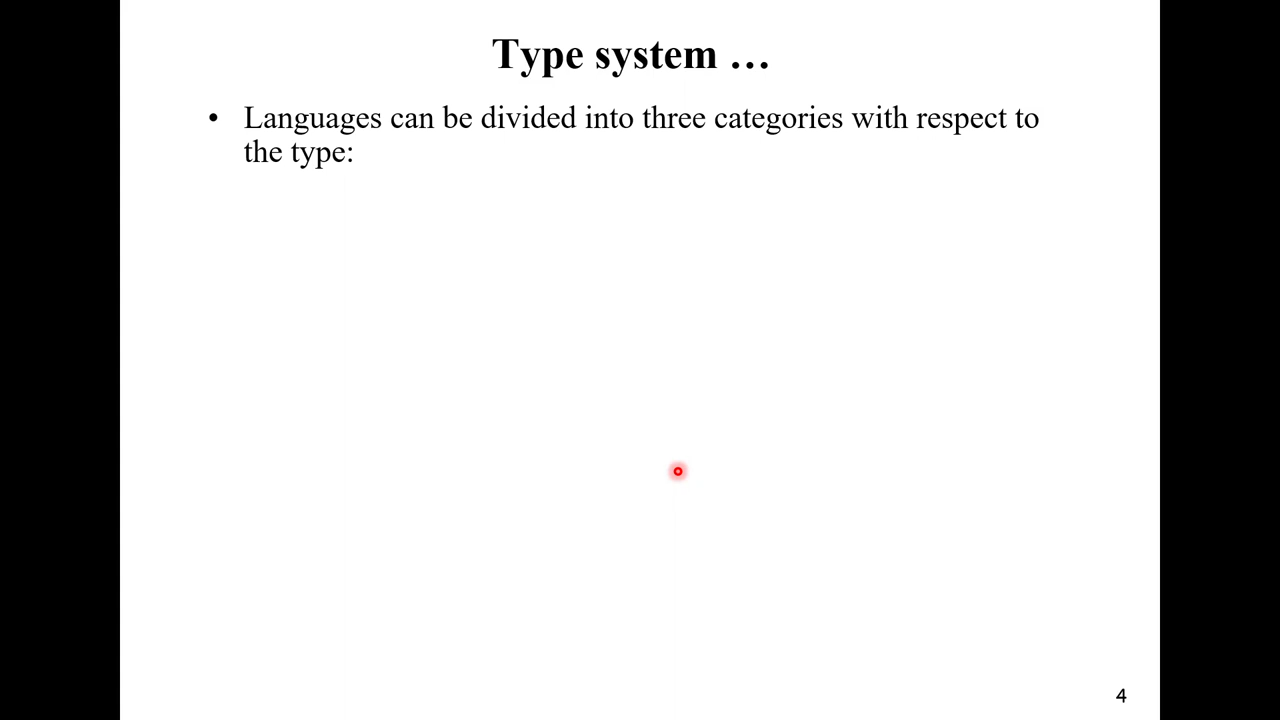 Type system …
• Languages can be divided into three categories with respect to
the type:
4